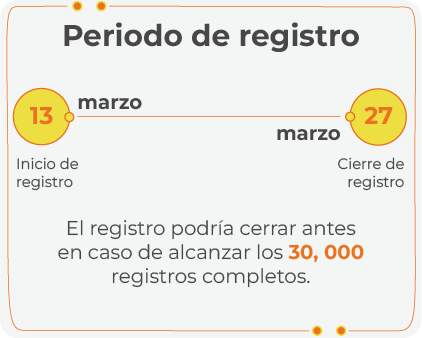 Periodo de registro
13 marzo
marzo 27
Inicio de
registro
Cierre de
registro
El registro podría cerrar antes
en caso de alcanzar los 30, 000
registros completos.